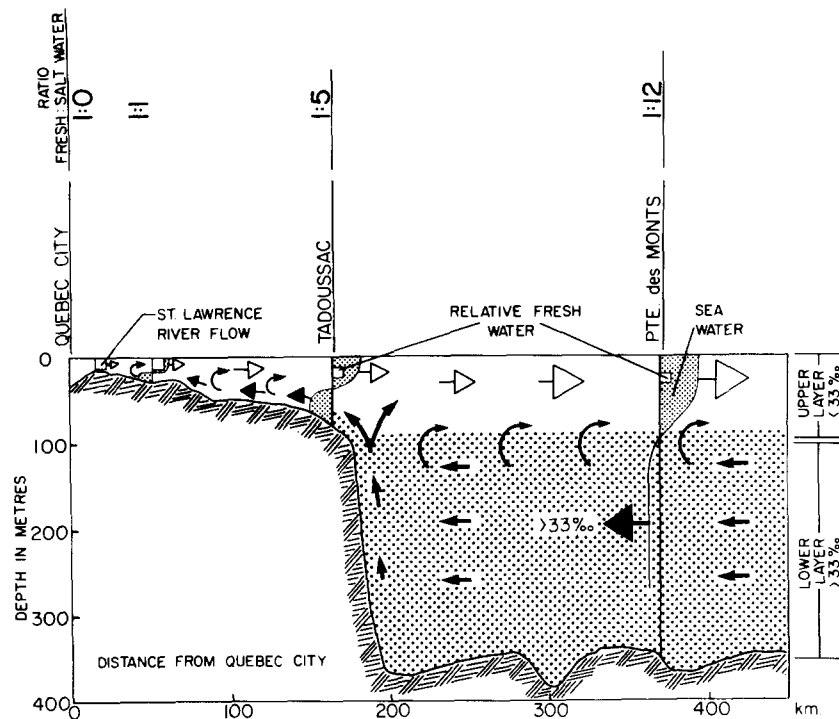 RATIO
FRESH : SALT WATER
1:0
1:1
1:5
1:12
QUEBEC CITY
TADOUSSAC
PTE. des MONTS
ST. LAWRENCE
RIVER FLOW
RELATIVE FRESH
WATER
SEA
WATER
0
100
200
300
400
DEPTH IN METRES
>33‰
UPPER
LAYER
<33‰
LOWER
LAYER
>33‰
DISTANCE FROM QUEBEC CITY
0
100
200
300
400
km.